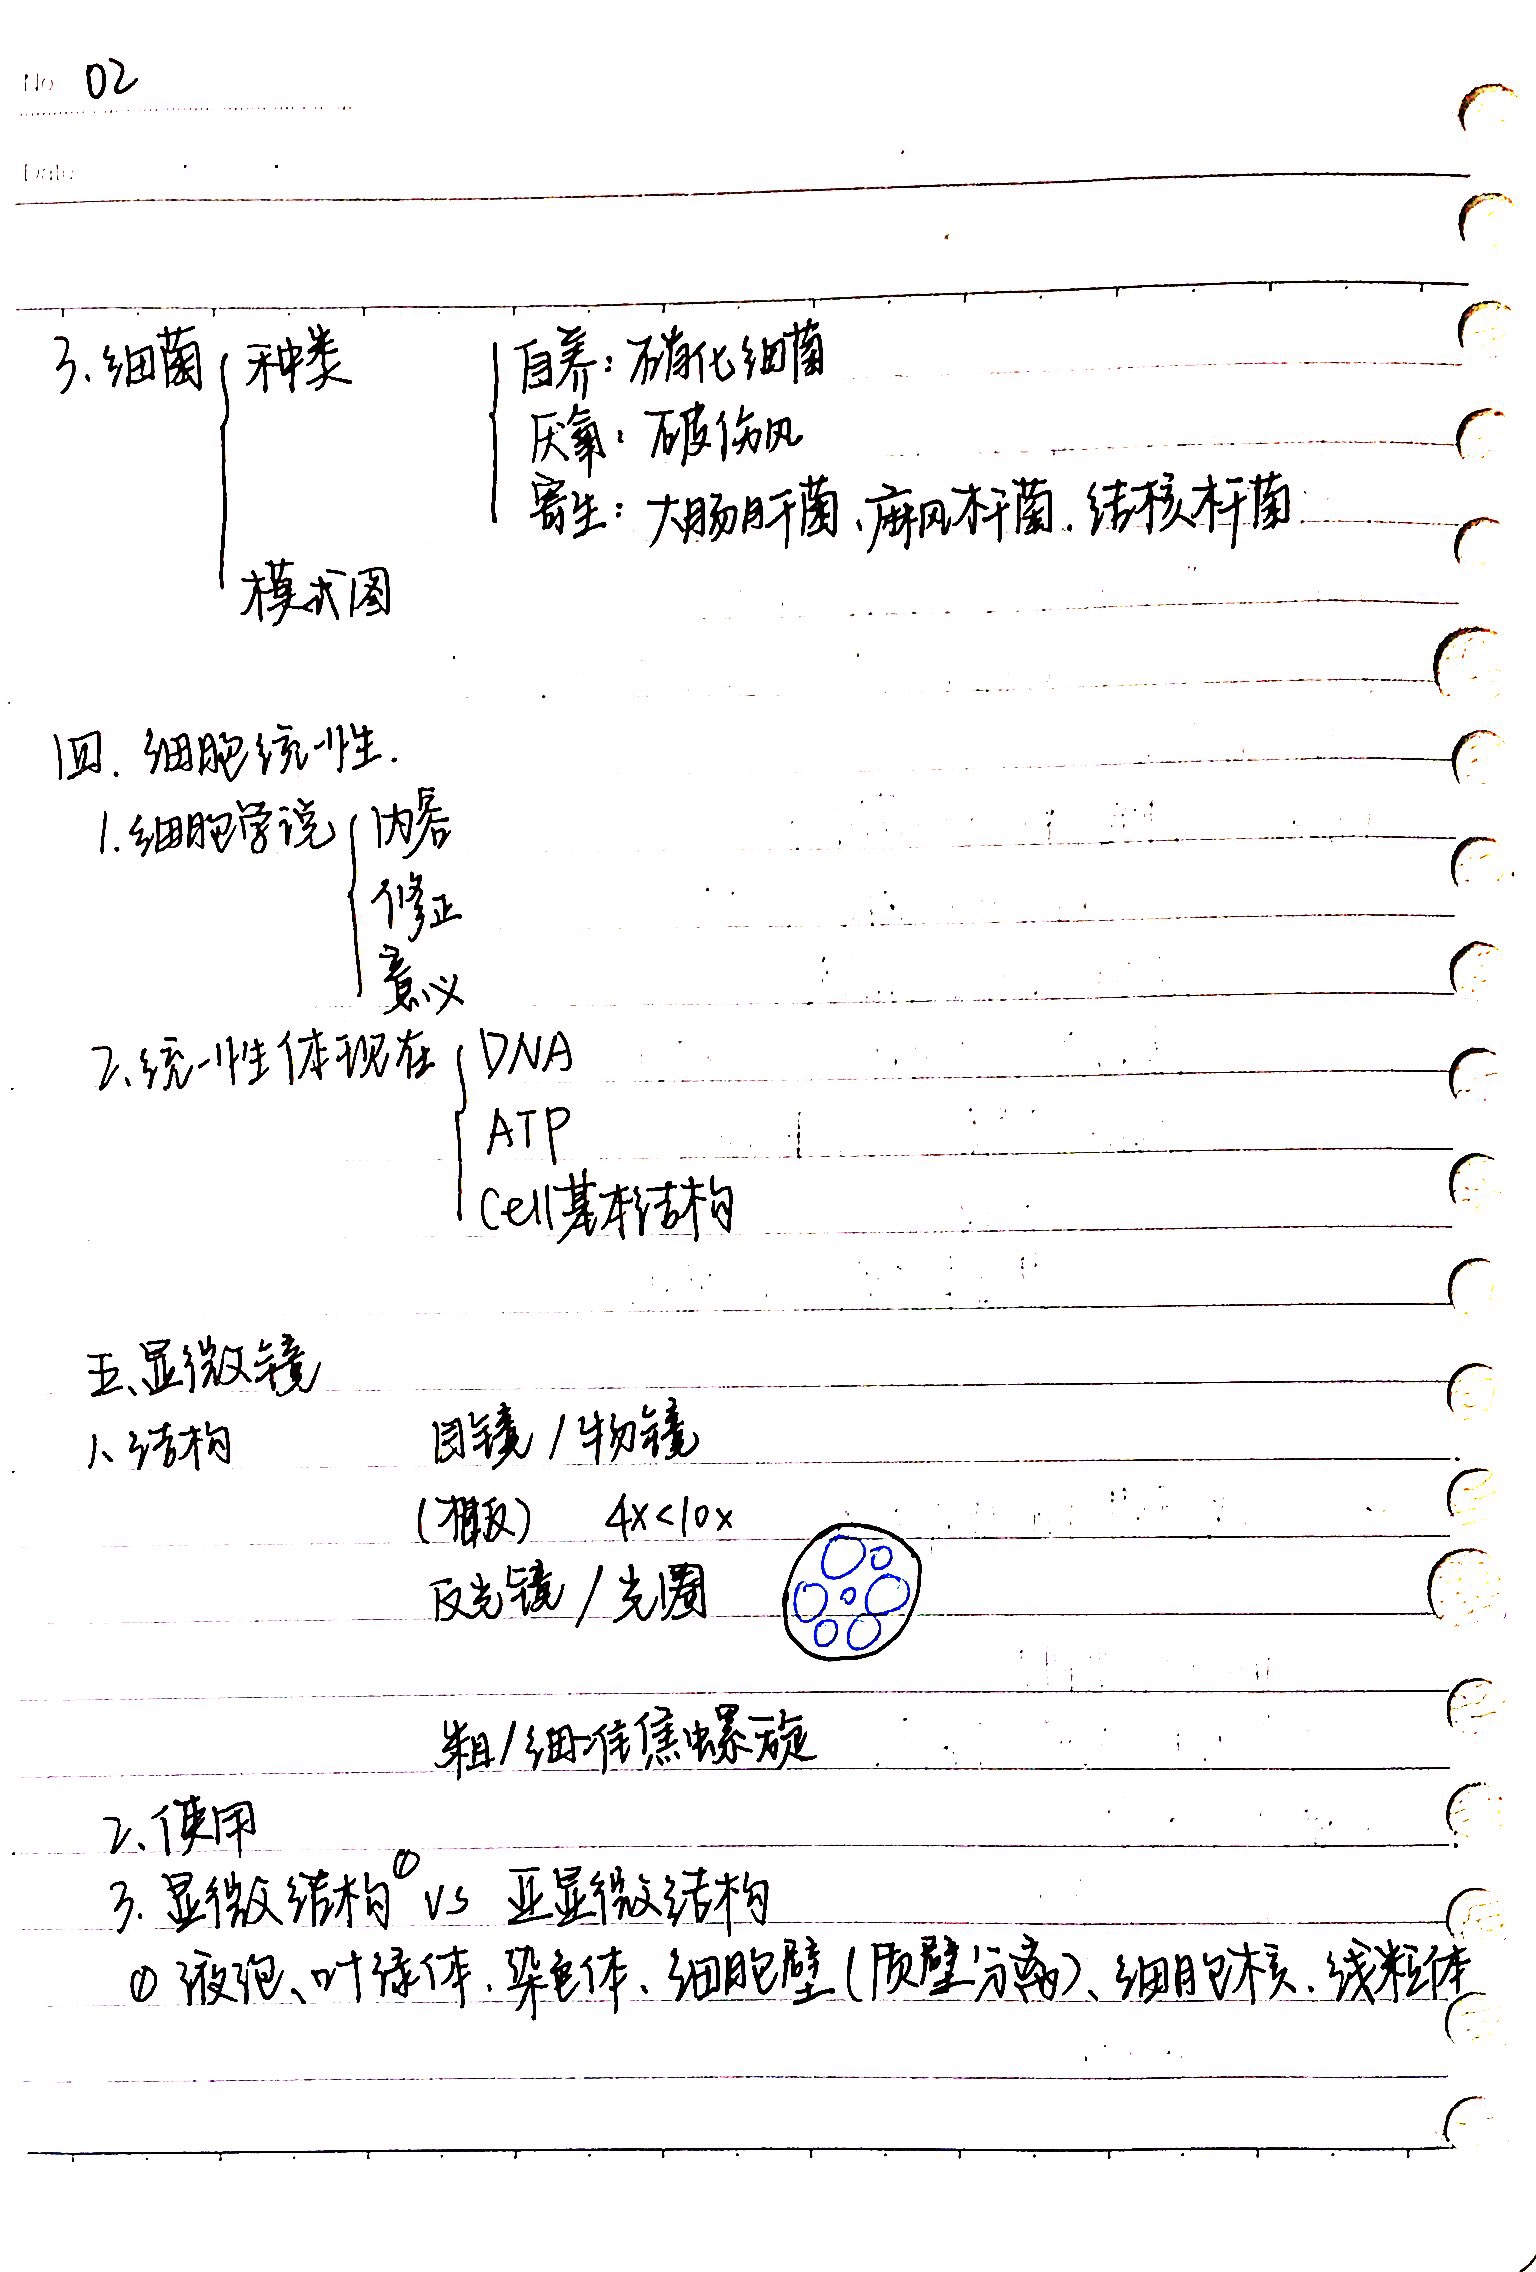 No 02
Date
3.细菌 种类 自养：硝化细菌
厌氧：破伤风
寄生：大肠杆菌、麻风杆菌、结核杆菌
模式图
四.细胞统一性.
1.细胞学说 内容
修正
意义
2、统一性体现在 DNA
ATP
Cell基本结构
五、显微镜
1、结构 目镜/物镜
(相反) 4x<10x
反光镜/光圈
粗/细准焦螺旋
2、使用
3.显微结构① VS 亚显微结构
①液泡、叶绿体、染色体、细胞壁(质壁分离)、细胞核、线粒体